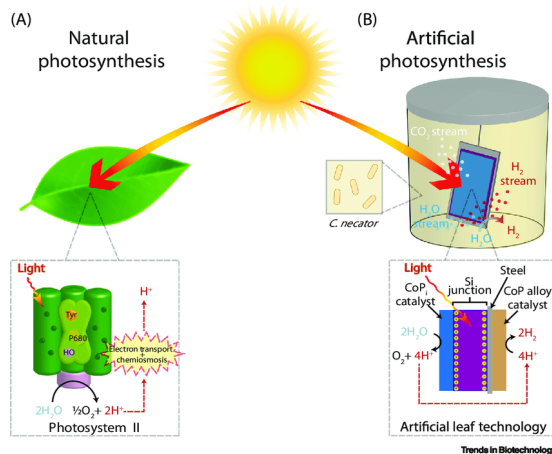 (A)
Natural
photosynthesis
(B)
Artificial
photosynthesis
CO₂ stream
H₂
stream
H₂O
stream
H₂O
H₂
C. necator
Light
Tyr
P680
HO
H⁺
Electron transport
+
chemiosmosis
2H₂O
½O₂+ 2H⁺
Photosystem II
Light
Si
junction
Steel
CoPᵢ
catalyst
CoP alloy
catalyst
2H₂O
O₂+ 4H⁺
2H₂
4H⁺
Artificial leaf technology
Trends in Biotechnology